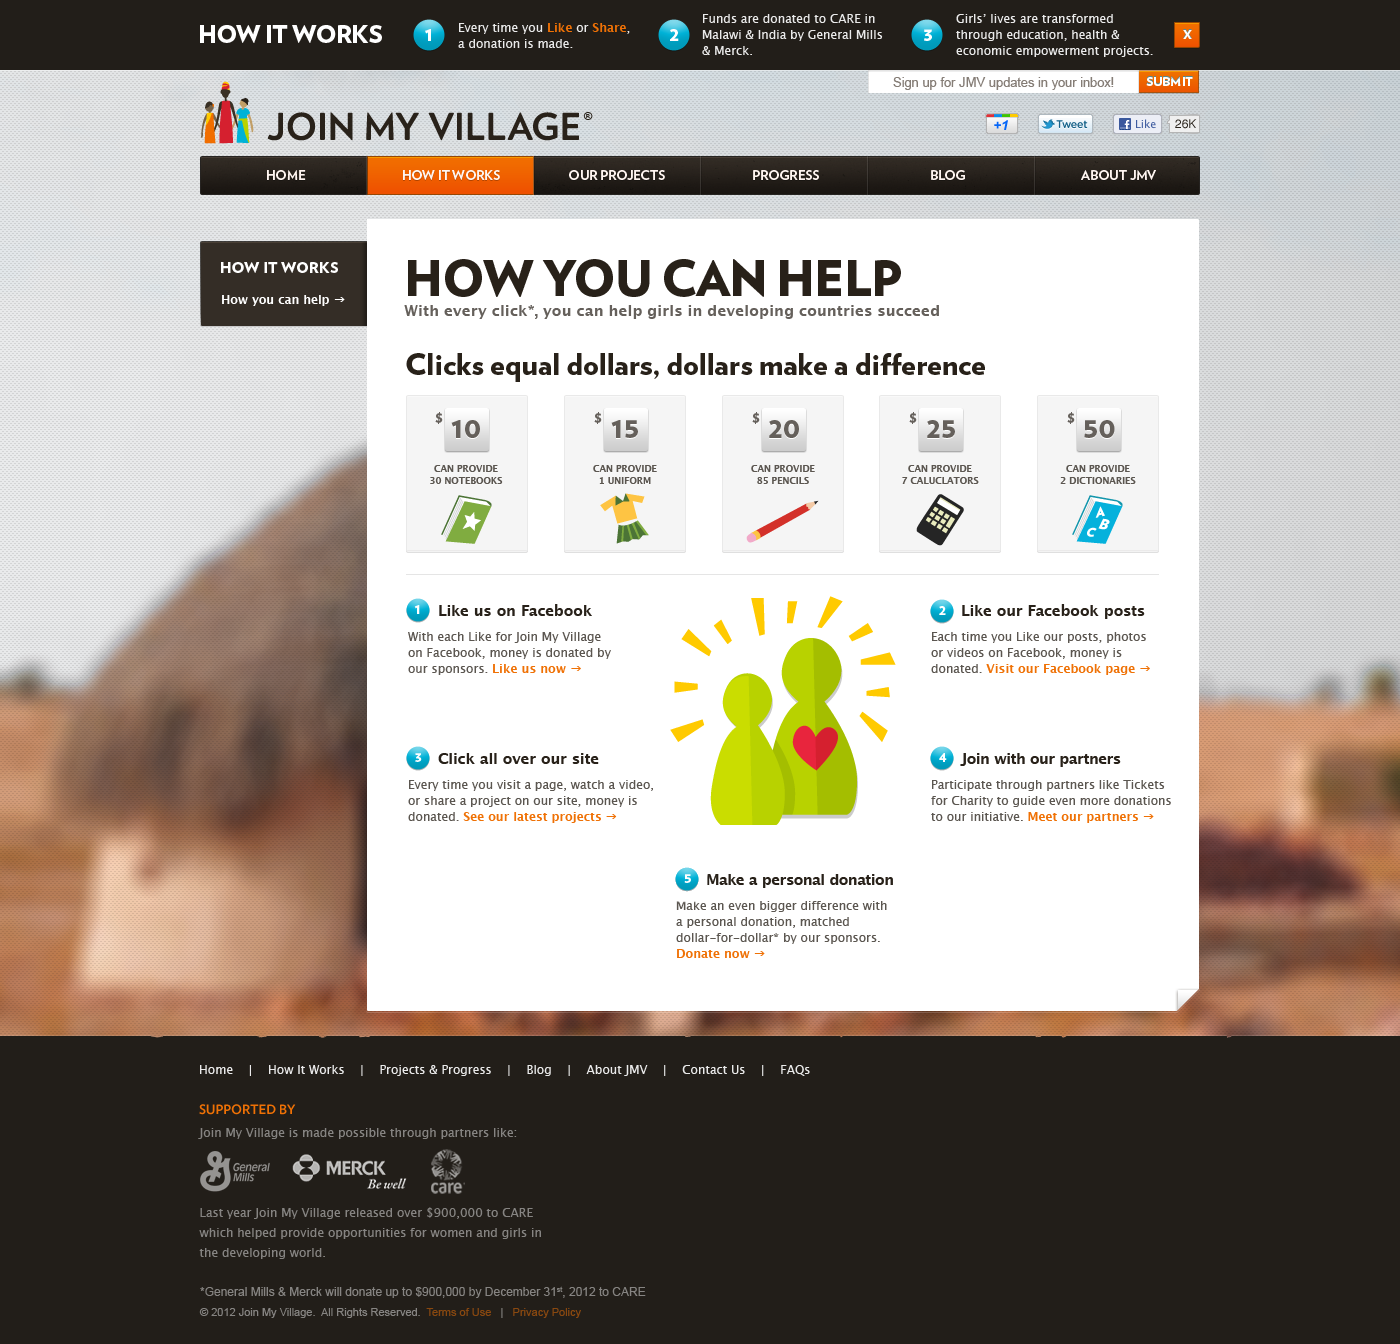 HOW IT WORKS
1
Every time you Like or Share,
a donation is made.
2
Funds are donated to CARE in
Malawi & India by General Mills
& Merck.
3
Girls’ lives are transformed
through education, health &
economic empowerment projects.
X
Sign up for JMV updates in your inbox!
SUBMIT
JOIN MY VILLAGE®
+1
Tweet
Like
26K
HOME
HOW IT WORKS
OUR PROJECTS
PROGRESS
BLOG
ABOUT JMV
HOW IT WORKS
How you can help →
HOW YOU CAN HELP
With every click*, you can help girls in developing countries succeed
Clicks equal dollars, dollars make a difference
$ 10
CAN PROVIDE
30 NOTEBOOKS
$ 15
CAN PROVIDE
1 UNIFORM
$ 20
CAN PROVIDE
85 PENCILS
$ 25
CAN PROVIDE
7 CALUCLATORS
$ 50
CAN PROVIDE
2 DICTIONARIES
A
B
C
1 Like us on Facebook
With each Like for Join My Village
on Facebook, money is donated by
our sponsors. Like us now →
2 Like our Facebook posts
Each time you Like our posts, photos
or videos on Facebook, money is
donated. Visit our Facebook page →
3 Click all over our site
Every time you visit a page, watch a video,
or share a project on our site, money is
donated. See our latest projects →
4 Join with our partners
Participate through partners like Tickets
for Charity to guide even more donations
to our initiative. Meet our partners →
5 Make a personal donation
Make an even bigger difference with
a personal donation, matched
dollar-for-dollar* by our sponsors.
Donate now →
Home | How It Works | Projects & Progress | Blog | About JMV | Contact Us | FAQs
SUPPORTED BY
Join My Village is made possible through partners like:
G General
Mills
MERCK
Be well
care
Last year Join My Village released over $900,000 to CARE
which helped provide opportunities for women and girls in
the developing world.
*General Mills & Merck will donate up to $900,000 by December 31st, 2012 to CARE
© 2012 Join My Village. All Rights Reserved. Terms of Use | Privacy Policy